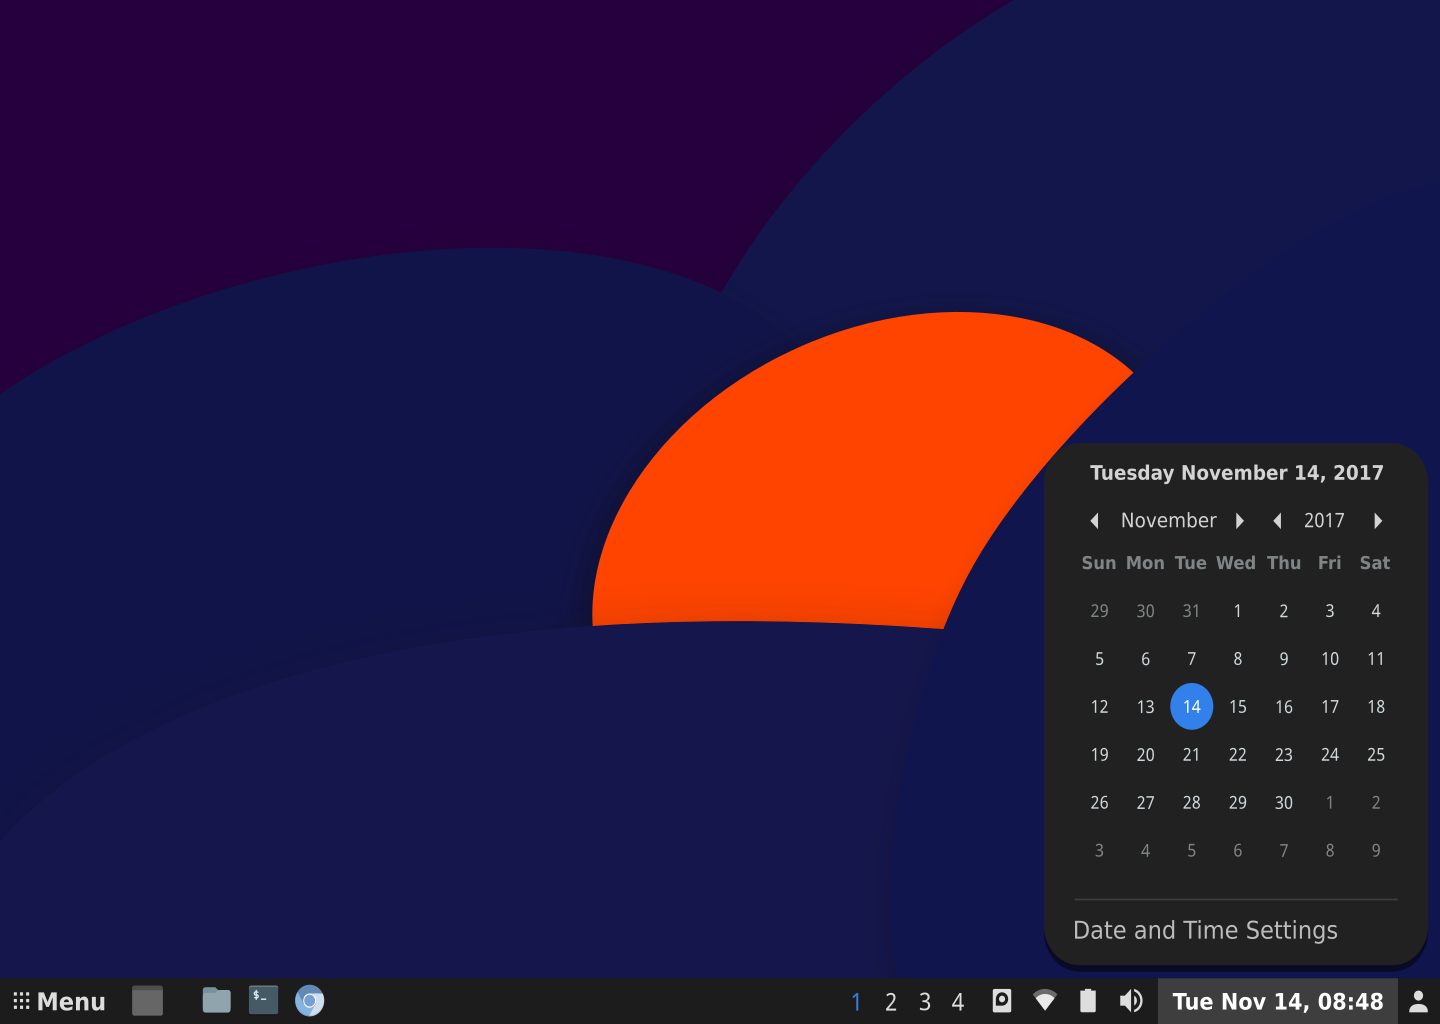 Tuesday November 14, 2017
November 2017
Sun Mon Tue Wed Thu Fri Sat
29 30 31 1 2 3 4
5 6 7 8 9 10 11
12 13 14 15 16 17 18
19 20 21 22 23 24 25
26 27 28 29 30 1 2
3 4 5 6 7 8 9
Date and Time Settings
Menu $_ 1 2 3 4 Tue Nov 14, 08:48